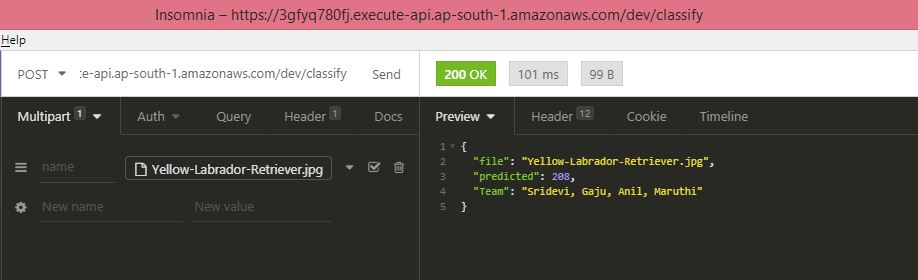 Insomnia – https://3gfyq780fj.execute-api.ap-south-1.amazonaws.com/dev/classify
Help
POST :e-api.ap-south-1.amazonaws.com/dev/classify Send 200 OK 101 ms 99 B
Multipart 1 Auth Query Header 1 Docs Preview Header 12 Cookie Timeline
name Yellow-Labrador-Retriever.jpg
New name New value
1 {
2 "file": "Yellow-Labrador-Retriever.jpg",
3 "predicted": 208,
4 "Team": "Sridevi, Gaju, Anil, Maruthi"
5 }